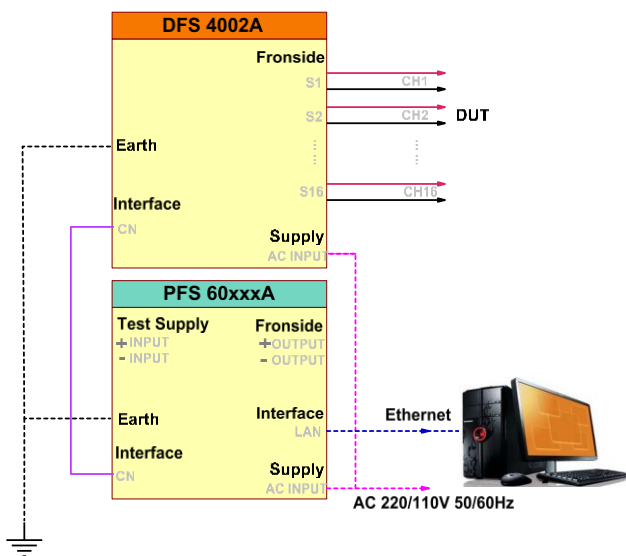 DFS 4002A
Fronside
S1 CH1
S2 CH2 DUT
Earth
S16 CH16
Interface
CN
Supply
AC INPUT
PFS 60xxxA
Test Supply Fronside
+INPUT +OUTPUT
-INPUT -OUTPUT
Earth Interface Ethernet
LAN
Interface
CN
Supply
AC INPUT
AC 220/110V 50/60Hz